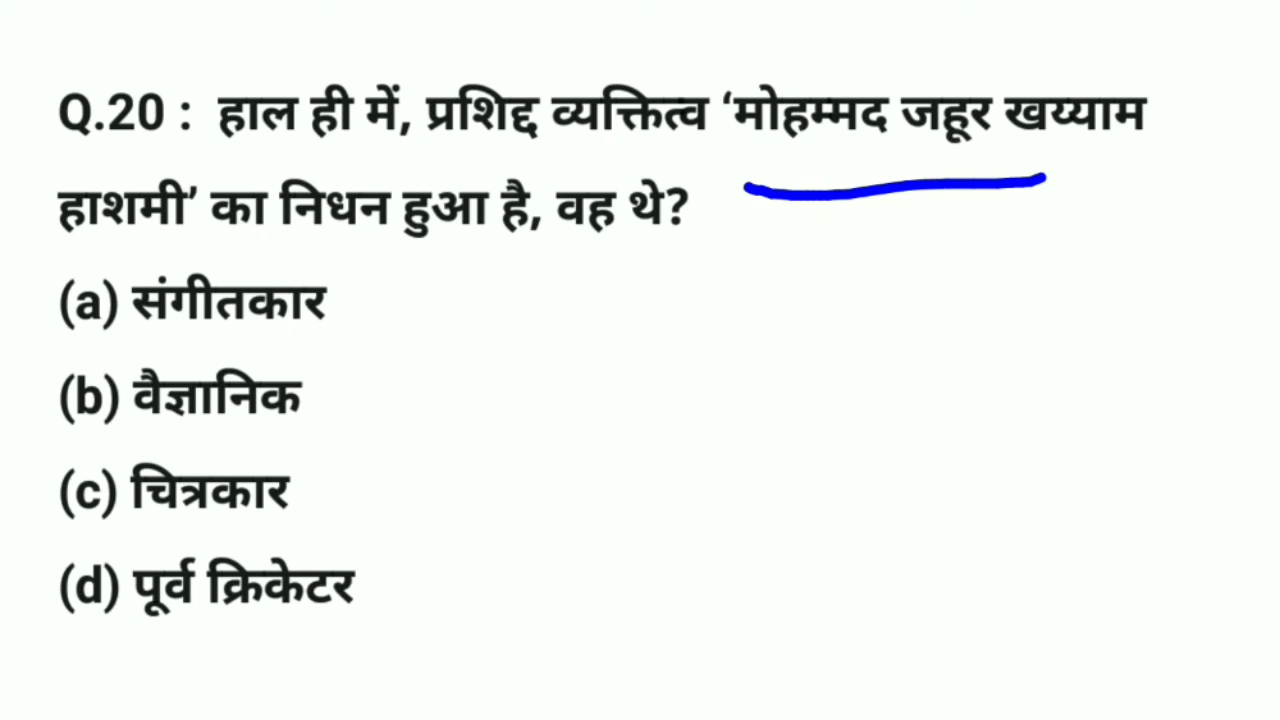 Q.20 : हाल ही में, प्रशिद्द व्यक्तित्व ‘मोहम्मद जहूर खय्याम
हाशमी’ का निधन हुआ है, वह थे?
(a) संगीतकार
(b) वैज्ञानिक
(c) चित्रकार
(d) पूर्व क्रिकेटर